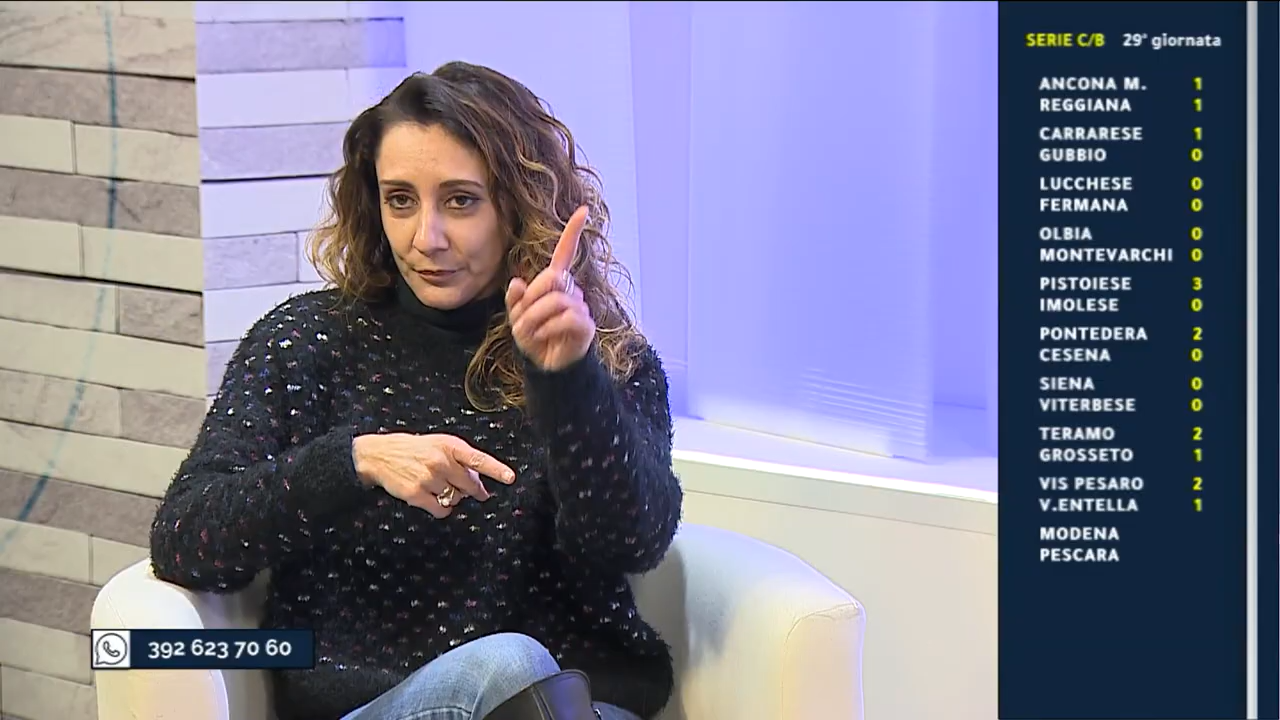 SERIE C/B 29ª giornata
ANCONA M. 1
REGGIANA 1
CARRARESE 1
GUBBIO 0
LUCCHESE 0
FERMANA 0
OLBIA 0
MONTEVARCHI 0
PISTOIESE 3
IMOLESE 0
PONTEDERA 2
CESENA 0
SIENA 0
VITERBESE 0
TERAMO 2
GROSSETO 1
VIS PESARO 2
V.ENTELLA 1
MODENA
PESCARA
392 623 70 60